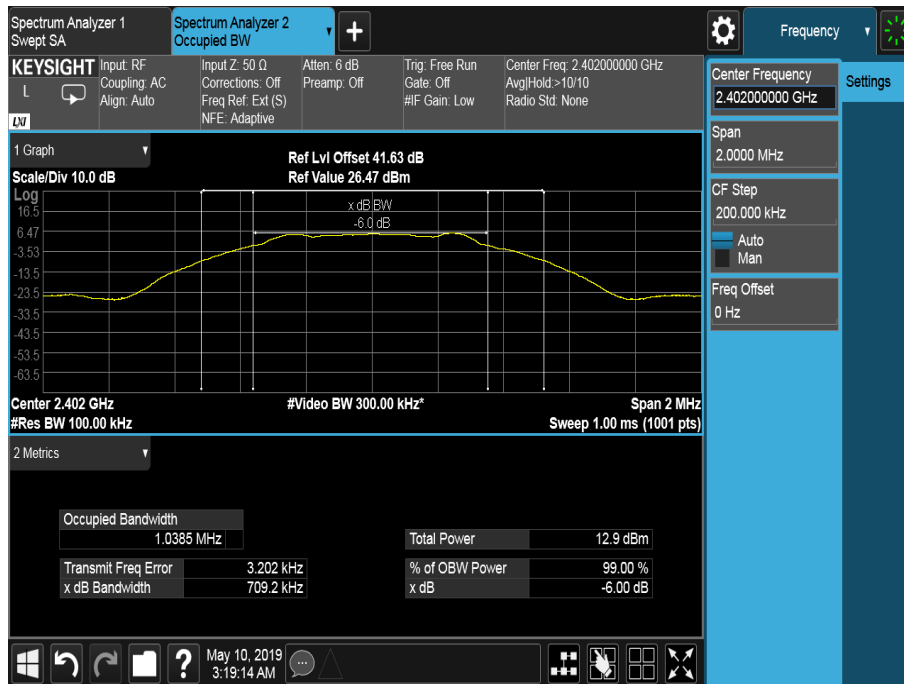 Spectrum Analyzer 1
Swept SA
Spectrum Analyzer 2
Occupied BW
Frequency
KEYSIGHT
L
LXI
Input: RF
Coupling: AC
Align: Auto
Input Z: 50 Ω
Corrections: Off
Freq Ref: Ext (S)
NFE: Adaptive
Atten: 6 dB
Preamp: Off
Trig: Free Run
Gate: Off
#IF Gain: Low
Center Freq: 2.402000000 GHz
Avg|Hold:>10/10
Radio Std: None
Center Frequency
2.402000000 GHz
Settings
Span
2.0000 MHz
CF Step
200.000 kHz
Auto
Man
Freq Offset
0 Hz
1 Graph
Scale/Div 10.0 dB
Ref Lvl Offset 41.63 dB
Ref Value 26.47 dBm
Log
16.5
6.47
-3.53
-13.5
-23.5
-33.5
-43.5
-53.5
-63.5
x dB BW
-6.0 dB
Center 2.402 GHz
#Video BW 300.00 kHz*
Span 2 MHz
#Res BW 100.00 kHz
Sweep 1.00 ms (1001 pts)
2 Metrics
Occupied Bandwidth
1.0385 MHz
Total Power 12.9 dBm
Transmit Freq Error 3.202 kHz
% of OBW Power 99.00 %
x dB Bandwidth 709.2 kHz
x dB -6.00 dB
?
May 10, 2019
3:19:14 AM